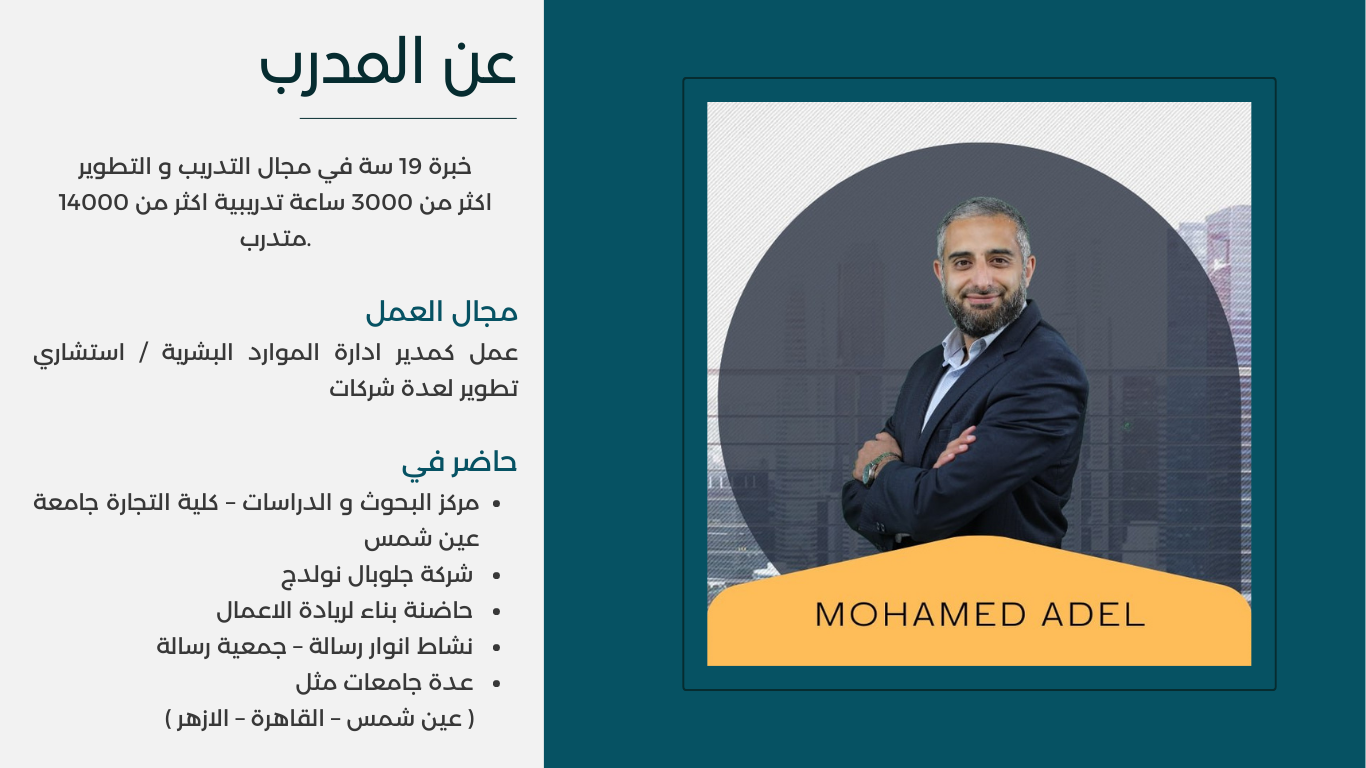 عن المدرب
خبرة 19 سة في مجال التدريب و التطوير
اكثر من 3000 ساعة تدريبية اكثر من 14000
متدرب.
مجال العمل
عمل كمدير ادارة الموارد البشرية / استشاري
تطوير لعدة شركات
حاضر في
• مركز البحوث و الدراسات – كلية التجارة جامعة
عين شمس
• شركة جلوبال نولدج
• حاضنة بناء لريادة الاعمال
• نشاط انوار رسالة – جمعية رسالة
• عدة جامعات مثل
( عين شمس – القاهرة – الازهر )
MOHAMED ADEL